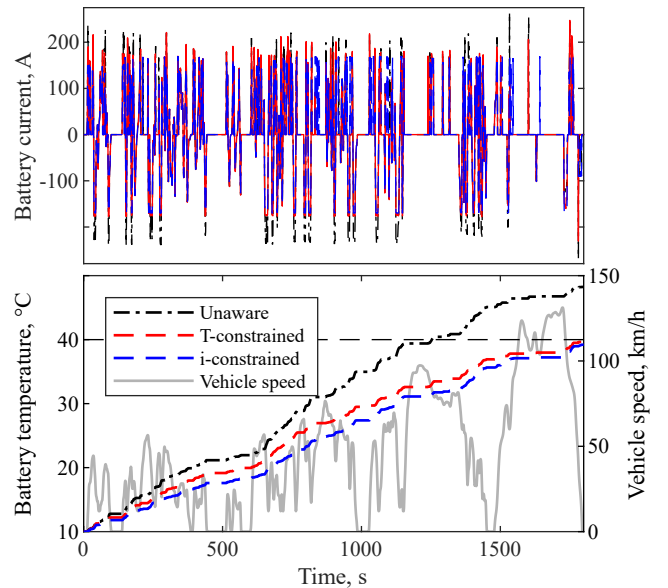 Battery current, A
200
100
0
-100
Battery temperature, °C
40
30
20
10
Unaware
T-constrained
i-constrained
Vehicle speed
150
100
50
0
Vehicle speed, km/h
0
500
1000
1500
Time, s